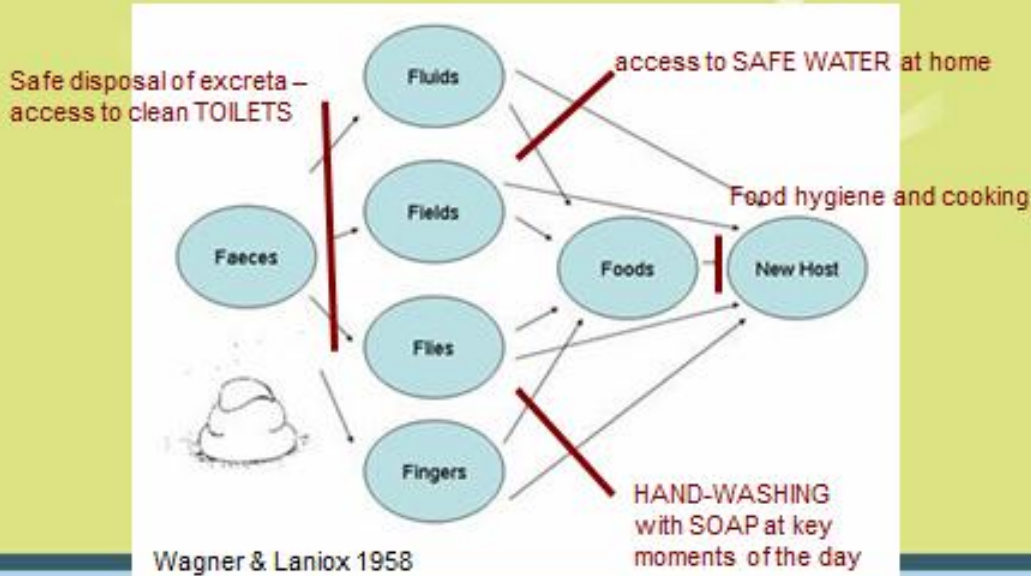 Safe disposal of excreta –
access to clean TOILETS
Fluids
access to SAFE WATER at home
Fields
Food hygiene and cooking
Faeces
Foods
New Host
Flies
Fingers
HAND-WASHING
with SOAP at key
moments of the day
Wagner & Laniox 1958